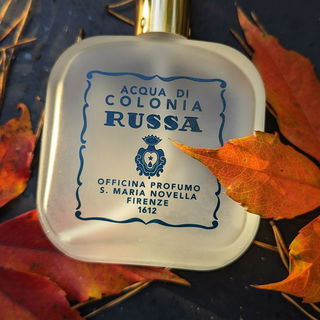 ACQUA DI
COLONIA
RUSSA
OFFICINA PROFUMO
S. MARIA NOVELLA
FIRENZE
1612